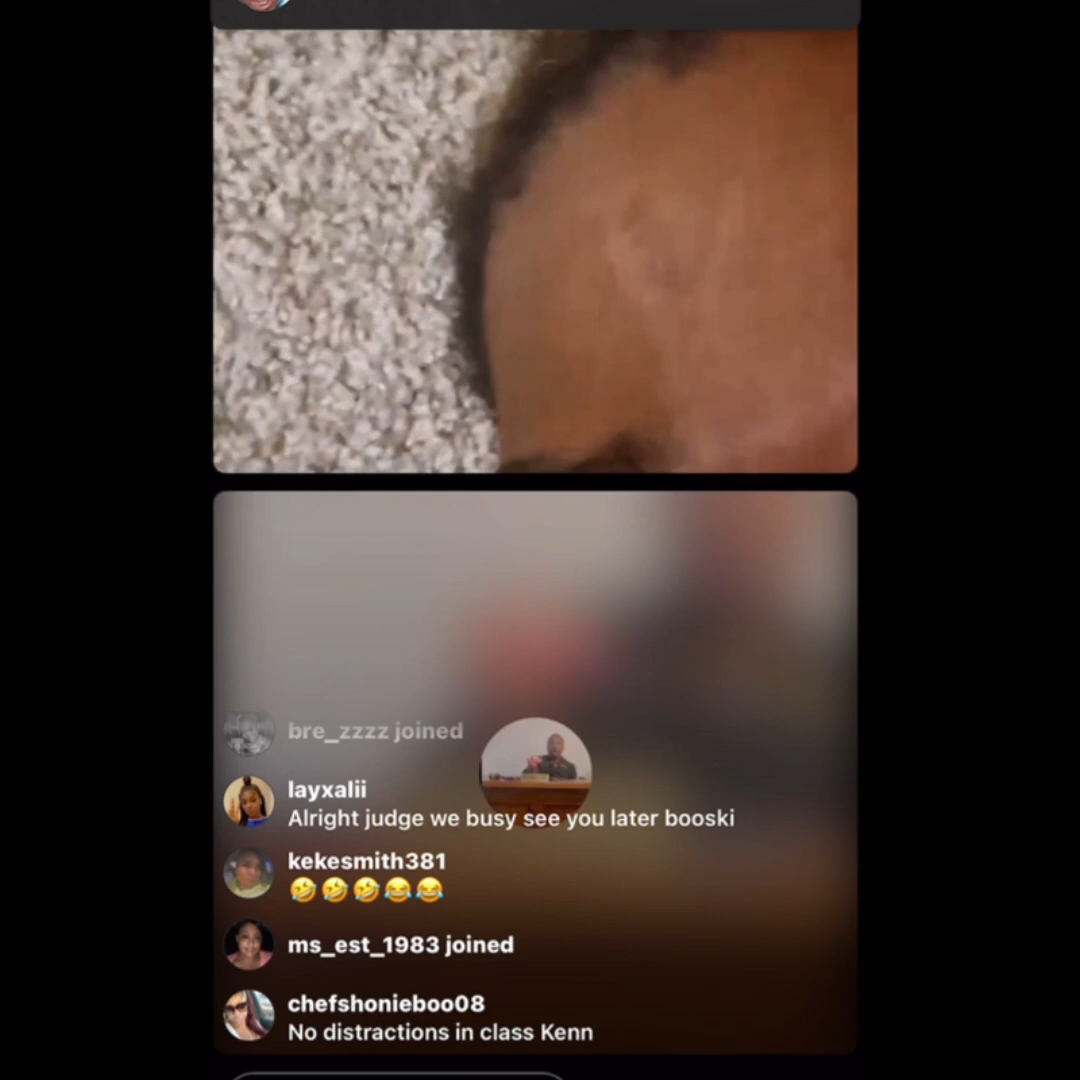 bre_zzzz joined
layxalii
Alright judge we busy see you later booski
kekesmith381
🤣🤣🤣😂😂
ms_est_1983 joined
chefshonieboo08
No distractions in class Kenn